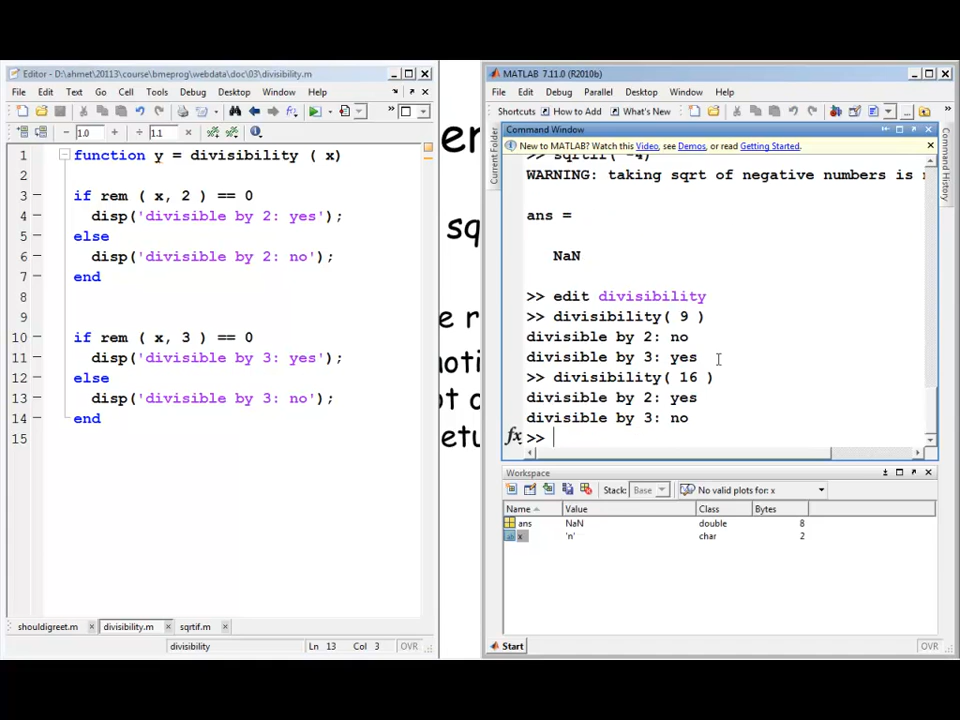 Editor - D:\ahmet\20113\course\bmeprog\webdata\doc\03\divisibility.m
File Edit Text Go Cell Tools Debug Desktop Window Help
1.0 1.1
1 function y = divisibility ( x)
2
3 if rem ( x, 2 ) == 0
4 disp('divisible by 2: yes');
5 else
6 disp('divisible by 2: no');
7 end
8
9
10 if rem ( x, 3 ) == 0
11 disp('divisible by 3: yes');
12 else
13 disp('divisible by 3: no');
14 end
15
shouldigreet.m divisibility.m sqrtif.m
divisibility Ln 13 Col 3 OVR
MATLAB 7.11.0 (R2010b)
File Edit Debug Parallel Desktop Window Help
Shortcuts How to Add What's New
Current Folder
Command Window
New to MATLAB? Watch this Video, see Demos, or read Getting Started.
>> sqrtif( -4)
WARNING: taking sqrt of negative numbers is
ans =
NaN
>> edit divisibility
>> divisibility( 9 )
divisible by 2: no
divisible by 3: yes
>> divisibility( 16 )
divisible by 2: yes
divisible by 3: no
fx >>
Command History
Workspace
Stack: Base No valid plots for: x
Name Value Class Bytes
ans NaN double 8
x 'n' char 2
Start OVR